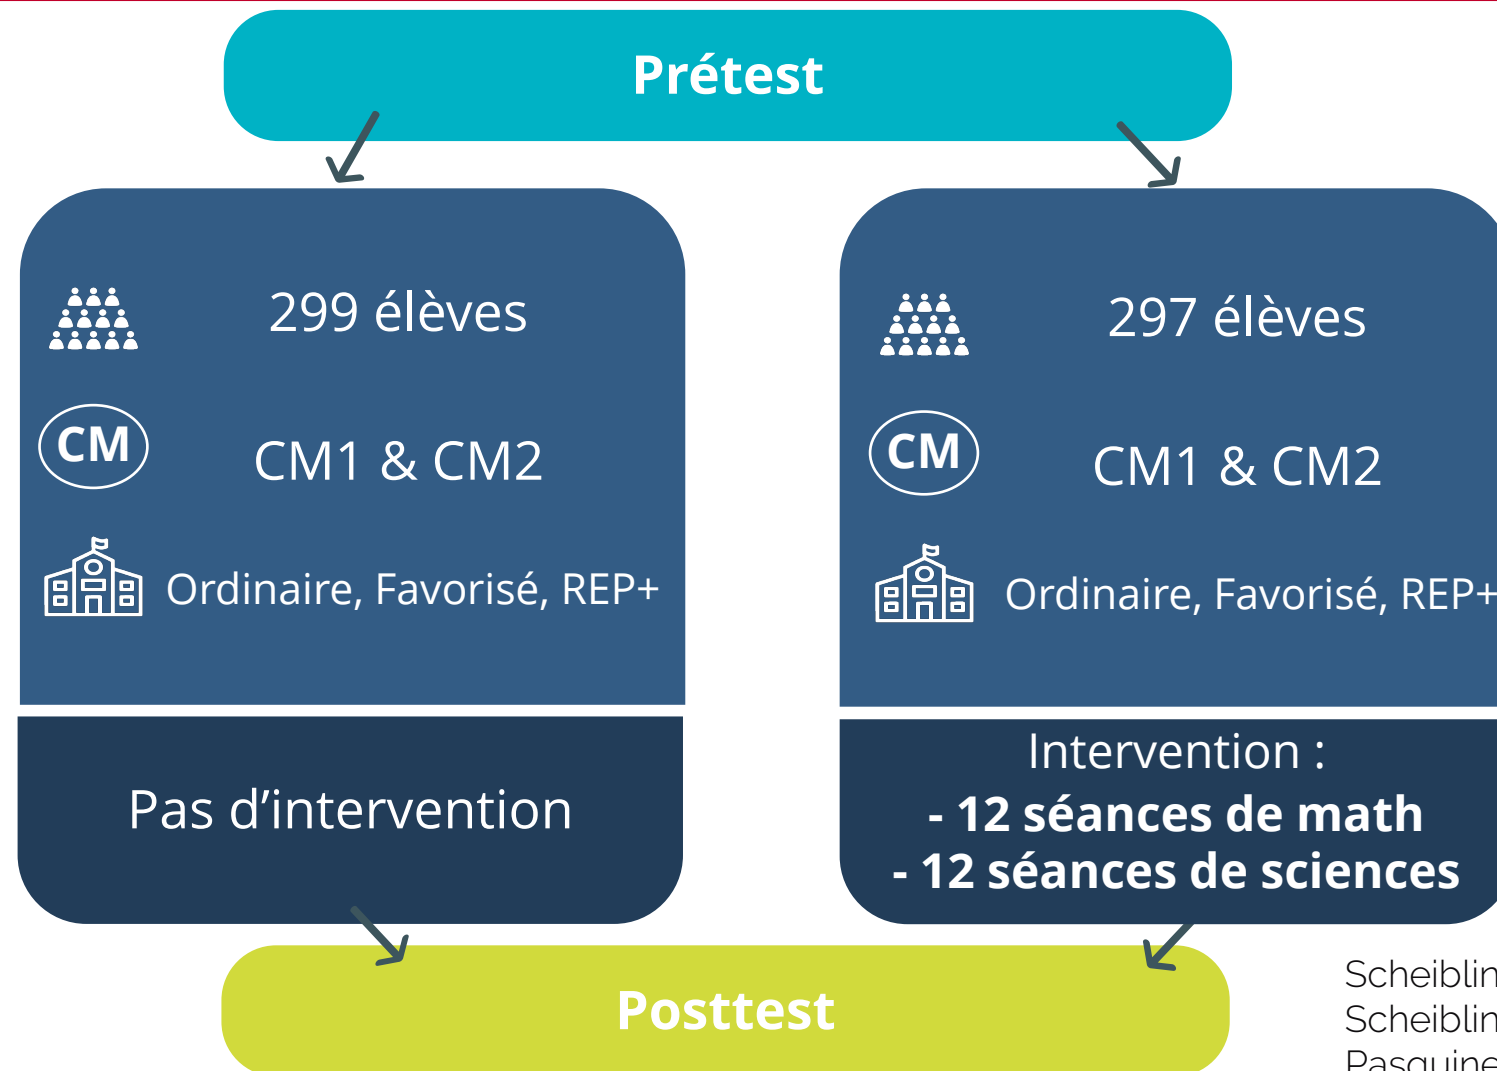 Prétest
299 élèves
CM
CM1 & CM2
Ordinaire, Favorisé, REP+
Pas d’intervention
297 élèves
CM
CM1 & CM2
Ordinaire, Favorisé, REP+
Intervention :
- 12 séances de math
- 12 séances de sciences
Posttest